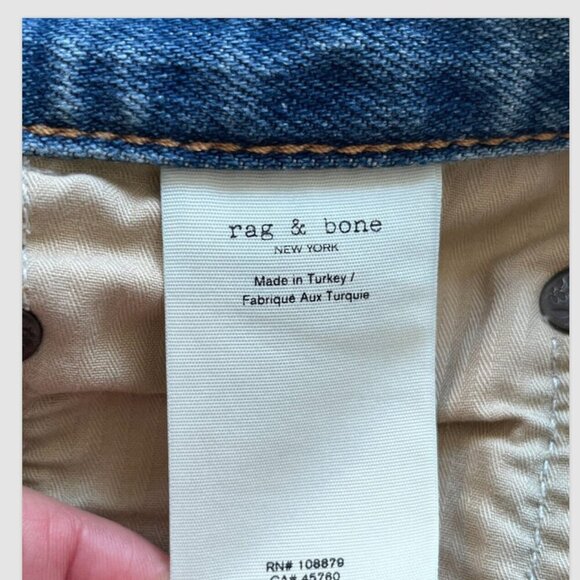 rag & bone
NEW YORK
Made in Turkey /
Fabriqué Aux Turquie
RN# 108879
CA# 45760